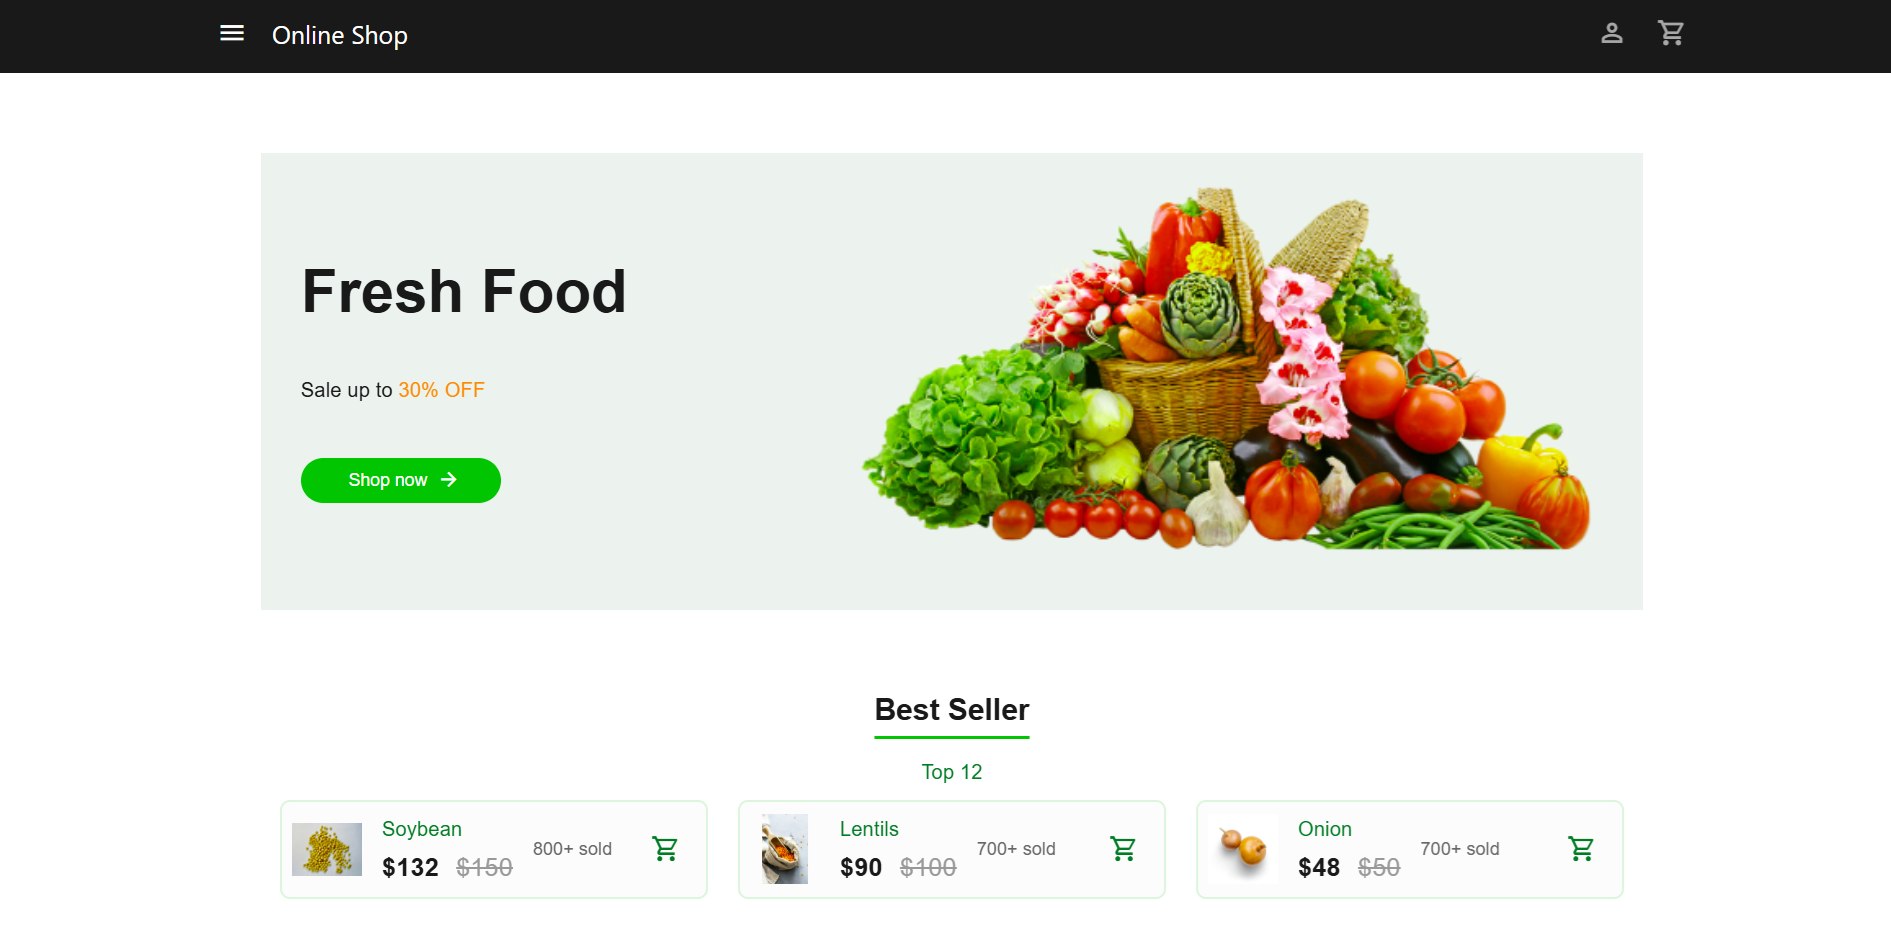 Online Shop
Fresh Food
Sale up to 30% OFF
Shop now
Best Seller
Top 12
Soybean
$132 $150
800+ sold
Lentils
$90 $100
700+ sold
Onion
$48 $50
700+ sold